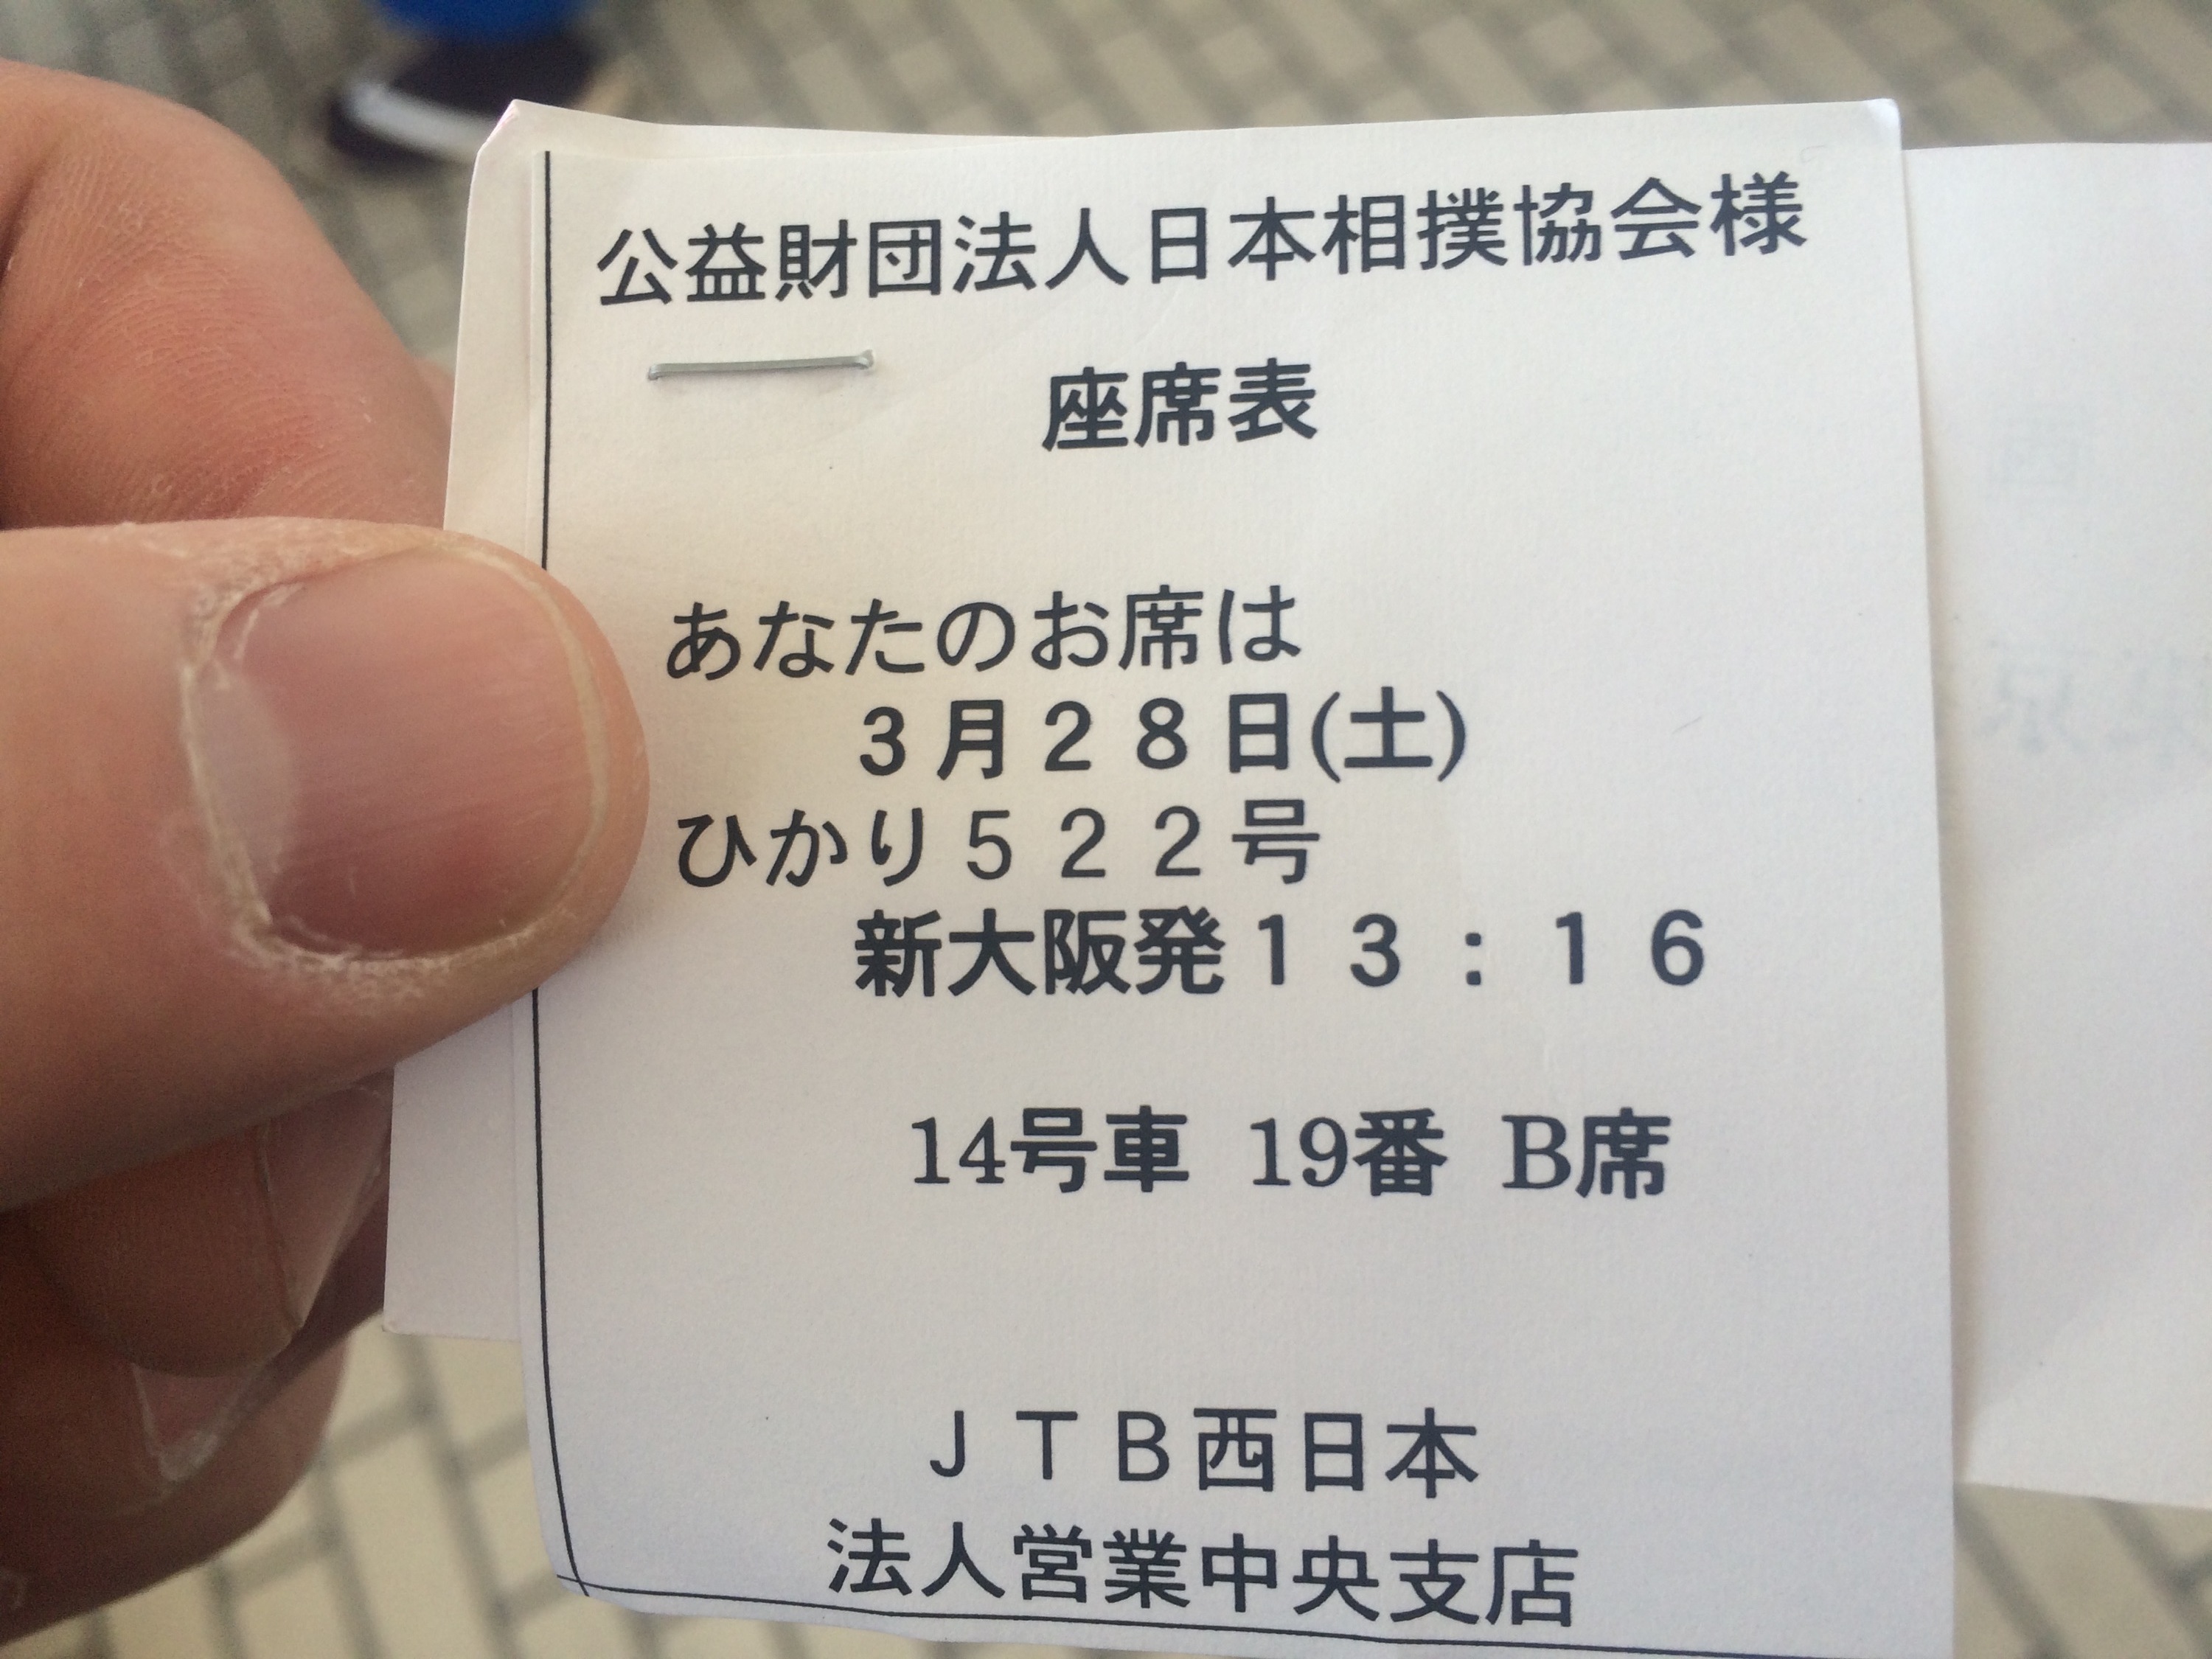 公益財団法人日本相撲協会様
座席表
あなたのお席は
３月２８日(土)
ひかり５２２号
新大阪発１３：１６
14号車 19番 B席
ＪＴＢ西日本
法人営業中央支店